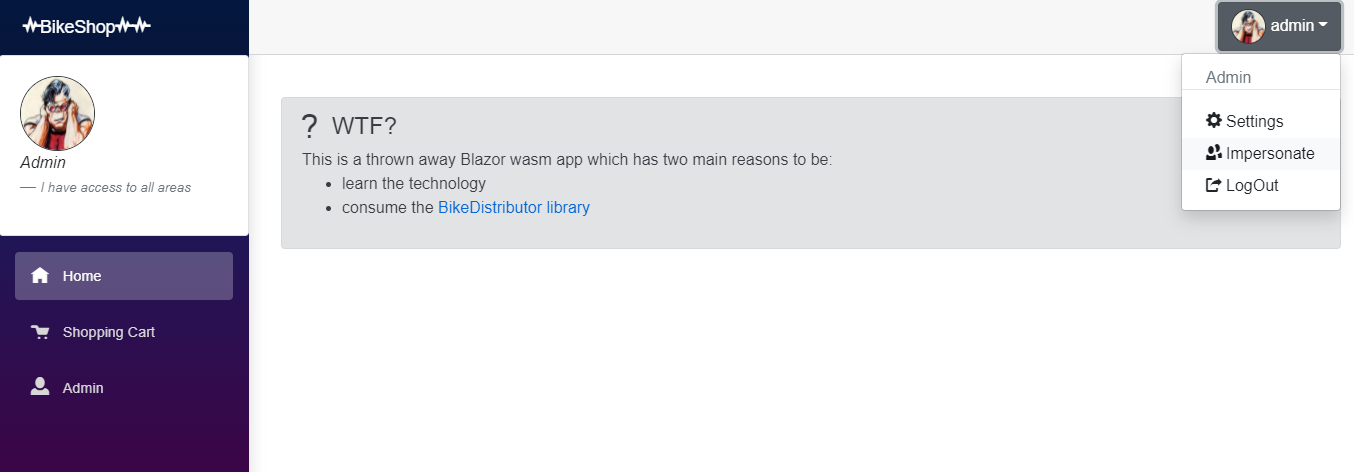 BikeShop
admin
Admin
Settings
Impersonate
LogOut
Admin
— I have access to all areas
Home
Shopping Cart
Admin
? WTF?
This is a thrown away Blazor wasm app which has two main reasons to be:
• learn the technology
• consume the BikeDistributor library